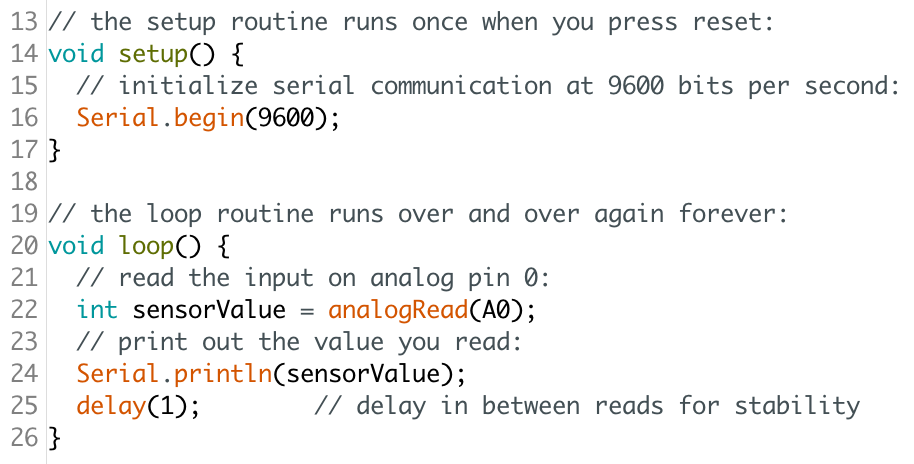 13 // the setup routine runs once when you press reset:
14 void setup() {
15   // initialize serial communication at 9600 bits per second:
16   Serial.begin(9600);
17 }
18
19 // the loop routine runs over and over again forever:
20 void loop() {
21   // read the input on analog pin 0:
22   int sensorValue = analogRead(A0);
23   // print out the value you read:
24   Serial.println(sensorValue);
25   delay(1);        // delay in between reads for stability
26 }